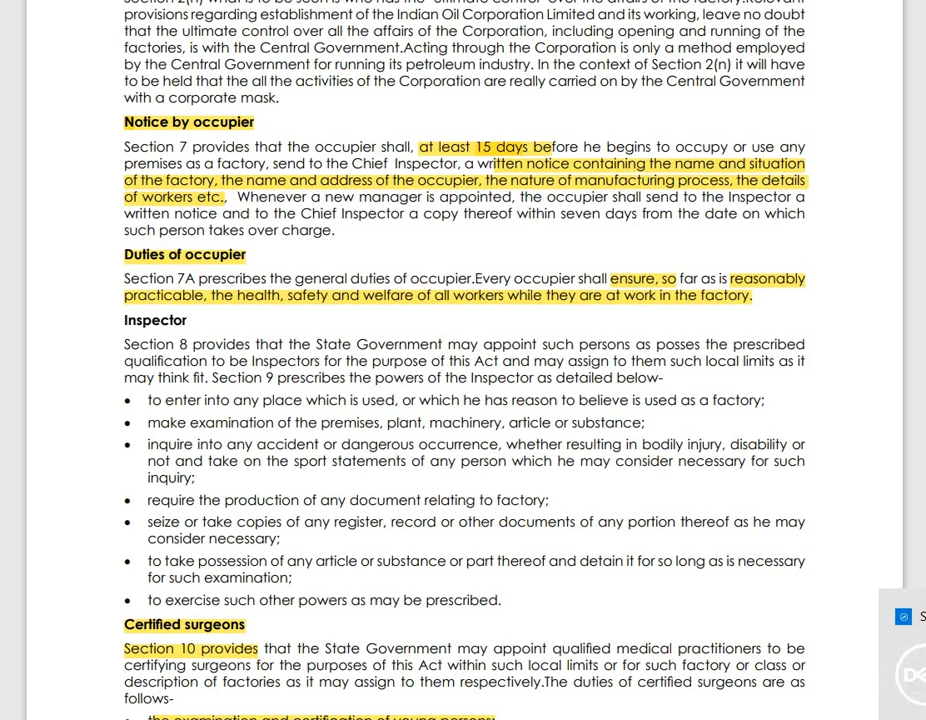 provisions regarding establishment of the Indian Oil Corporation Limited and its working, leave no doubt
that the ultimate control over all the affairs of the Corporation, including opening and running of the
factories, is with the Central Government.Acting through the Corporation is only a method employed
by the Central Government for running its petroleum industry. In the context of Section 2(n) it will have
to be held that the all the activities of the Corporation are really carried on by the Central Government
with a corporate mask.
Notice by occupier
Section 7 provides that the occupier shall, at least 15 days before he begins to occupy or use any
premises as a factory, send to the Chief Inspector, a written notice containing the name and situation
of the factory, the name and address of the occupier, the nature of manufacturing process, the details
of workers etc., Whenever a new manager is appointed, the occupier shall send to the Inspector a
written notice and to the Chief Inspector a copy thereof within seven days from the date on which
such person takes over charge.
Duties of occupier
Section 7A prescribes the general duties of occupier.Every occupier shall ensure, so far as is reasonably
practicable, the health, safety and welfare of all workers while they are at work in the factory.
Inspector
Section 8 provides that the State Government may appoint such persons as posses the prescribed
qualification to be Inspectors for the purpose of this Act and may assign to them such local limits as it
may think fit. Section 9 prescribes the powers of the Inspector as detailed below-
• to enter into any place which is used, or which he has reason to believe is used as a factory;
• make examination of the premises, plant, machinery, article or substance;
• inquire into any accident or dangerous occurrence, whether resulting in bodily injury, disability or
not and take on the sport statements of any person which he may consider necessary for such
inquiry;
• require the production of any document relating to factory;
• seize or take copies of any register, record or other documents of any portion thereof as he may
consider necessary;
• to take possession of any article or substance or part thereof and detain it for so long as is necessary
for such examination;
• to exercise such other powers as may be prescribed.
Certified surgeons
Section 10 provides that the State Government may appoint qualified medical practitioners to be
certifying surgeons for the purposes of this Act within such local limits or for such factory or class or
description of factories as it may assign to them respectively.The duties of certified surgeons are as
follows-
• the examination and certification of young persons;